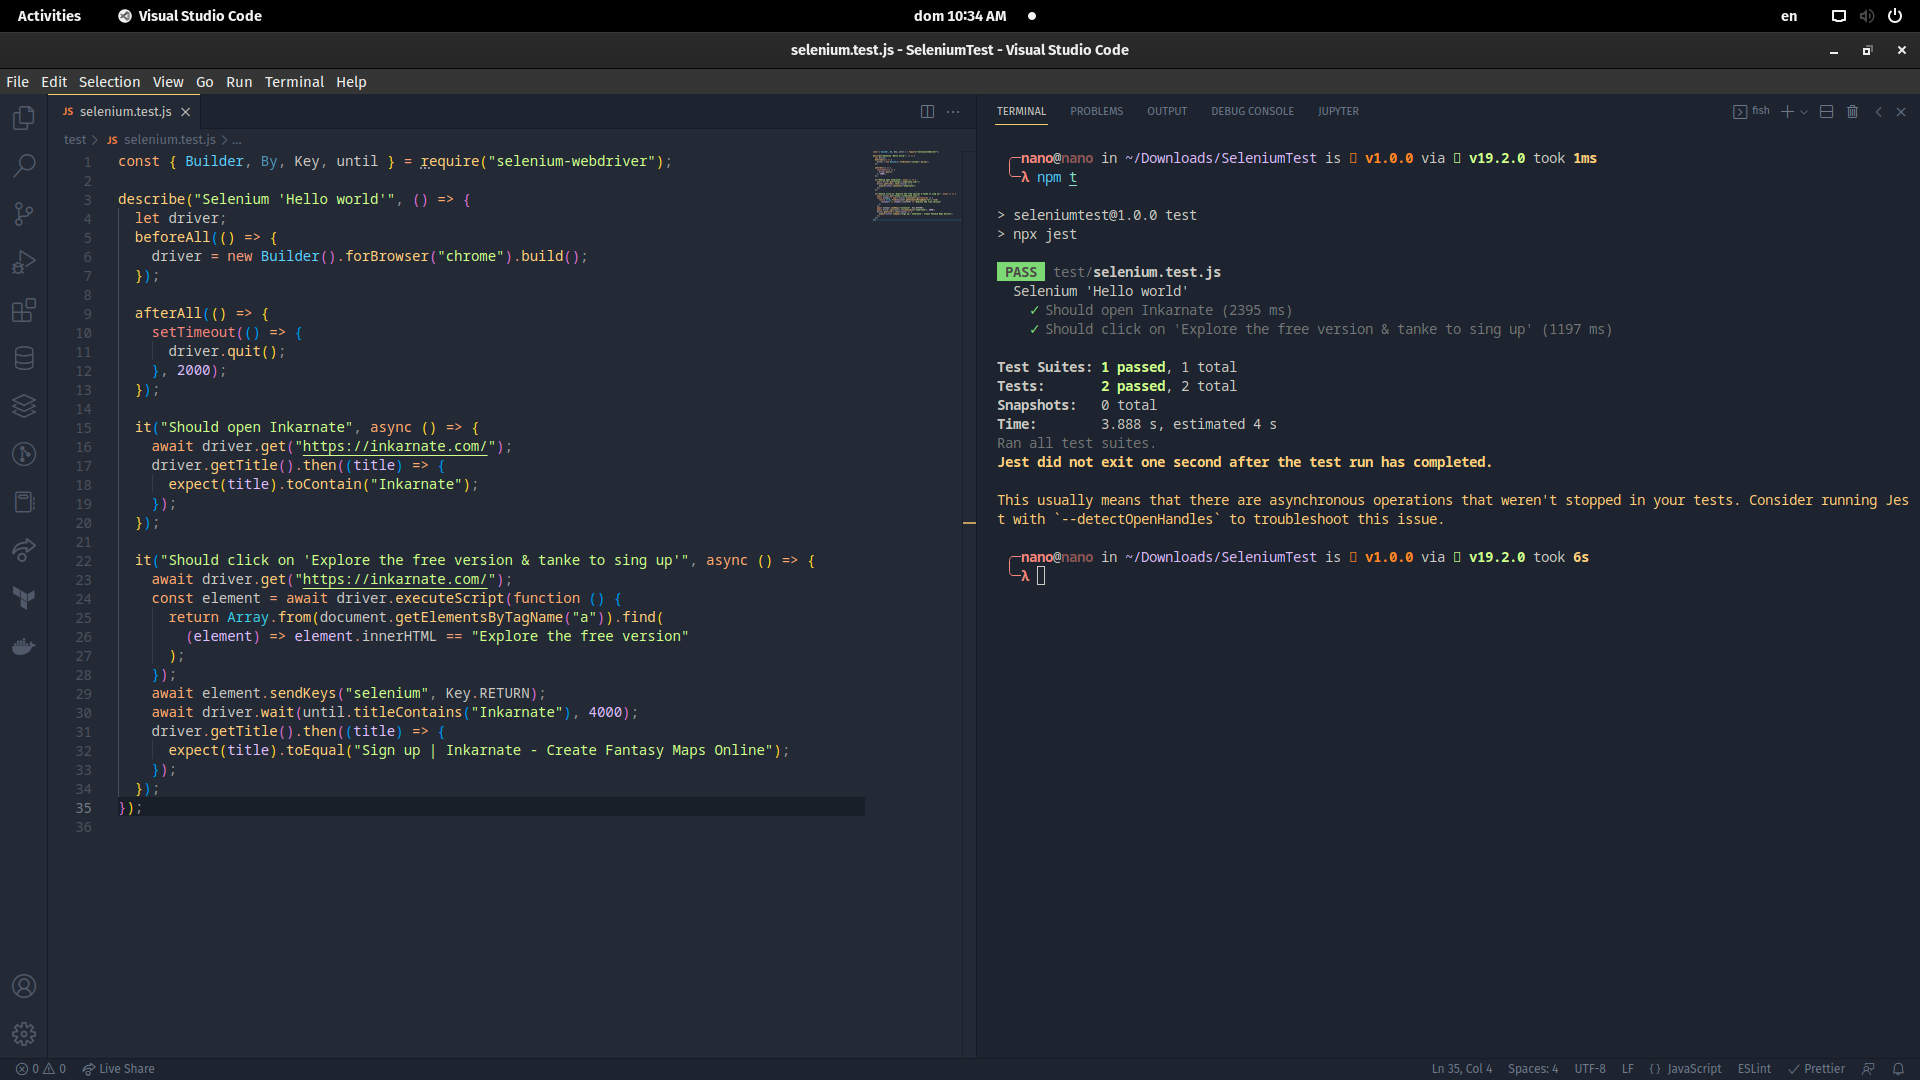 Activities
Visual Studio Code
dom 10:34 AM
en
selenium.test.js - SeleniumTest - Visual Studio Code
File Edit Selection View Go Run Terminal Help
JS selenium.test.js
test > JS selenium.test.js > ...
1 const { Builder, By, Key, until } = require("selenium-webdriver");
2
3 describe("Selenium 'Hello world'", () => {
4 let driver;
5 beforeAll(() => {
6 driver = new Builder().forBrowser("chrome").build();
7 });
8
9 afterAll(() => {
10 setTimeout(() => {
11 driver.quit();
12 }, 2000);
13 });
14
15 it("Should open Inkarnate", async () => {
16 await driver.get("https://inkarnate.com/");
17 driver.getTitle().then((title) => {
18 expect(title).toContain("Inkarnate");
19 });
20 });
21
22 it("Should click on 'Explore the free version & tanke to sing up'", async () => {
23 await driver.get("https://inkarnate.com/");
24 const element = await driver.executeScript(function () {
25 return Array.from(document.getElementsByTagName("a")).find(
26 (element) => element.innerHTML == "Explore the free version"
27 );
28 });
29 await element.sendKeys("selenium", Key.RETURN);
30 await driver.wait(until.titleContains("Inkarnate"), 4000);
31 driver.getTitle().then((title) => {
32 expect(title).toEqual("Sign up | Inkarnate - Create Fantasy Maps Online");
33 });
34 });
35 });
36
TERMINAL PROBLEMS OUTPUT DEBUG CONSOLE JUPYTER
fish
nano@nano in ~/Downloads/SeleniumTest is v1.0.0 via v19.2.0 took 1ms
λ npm t
> seleniumtest@1.0.0 test
> npx jest
PASS test/selenium.test.js
Selenium 'Hello world'
✓ Should open Inkarnate (2395 ms)
✓ Should click on 'Explore the free version & tanke to sing up' (1197 ms)
Test Suites: 1 passed, 1 total
Tests: 2 passed, 2 total
Snapshots: 0 total
Time: 3.888 s, estimated 4 s
Ran all test suites.
Jest did not exit one second after the test run has completed.
This usually means that there are asynchronous operations that weren't stopped in your tests. Consider running Jes
t with `--detectOpenHandles` to troubleshoot this issue.
nano@nano in ~/Downloads/SeleniumTest is v1.0.0 via v19.2.0 took 6s
λ
0 0 Live Share
Ln 35, Col 4 Spaces: 4 UTF-8 LF {} JavaScript ESLint ✓ Prettier